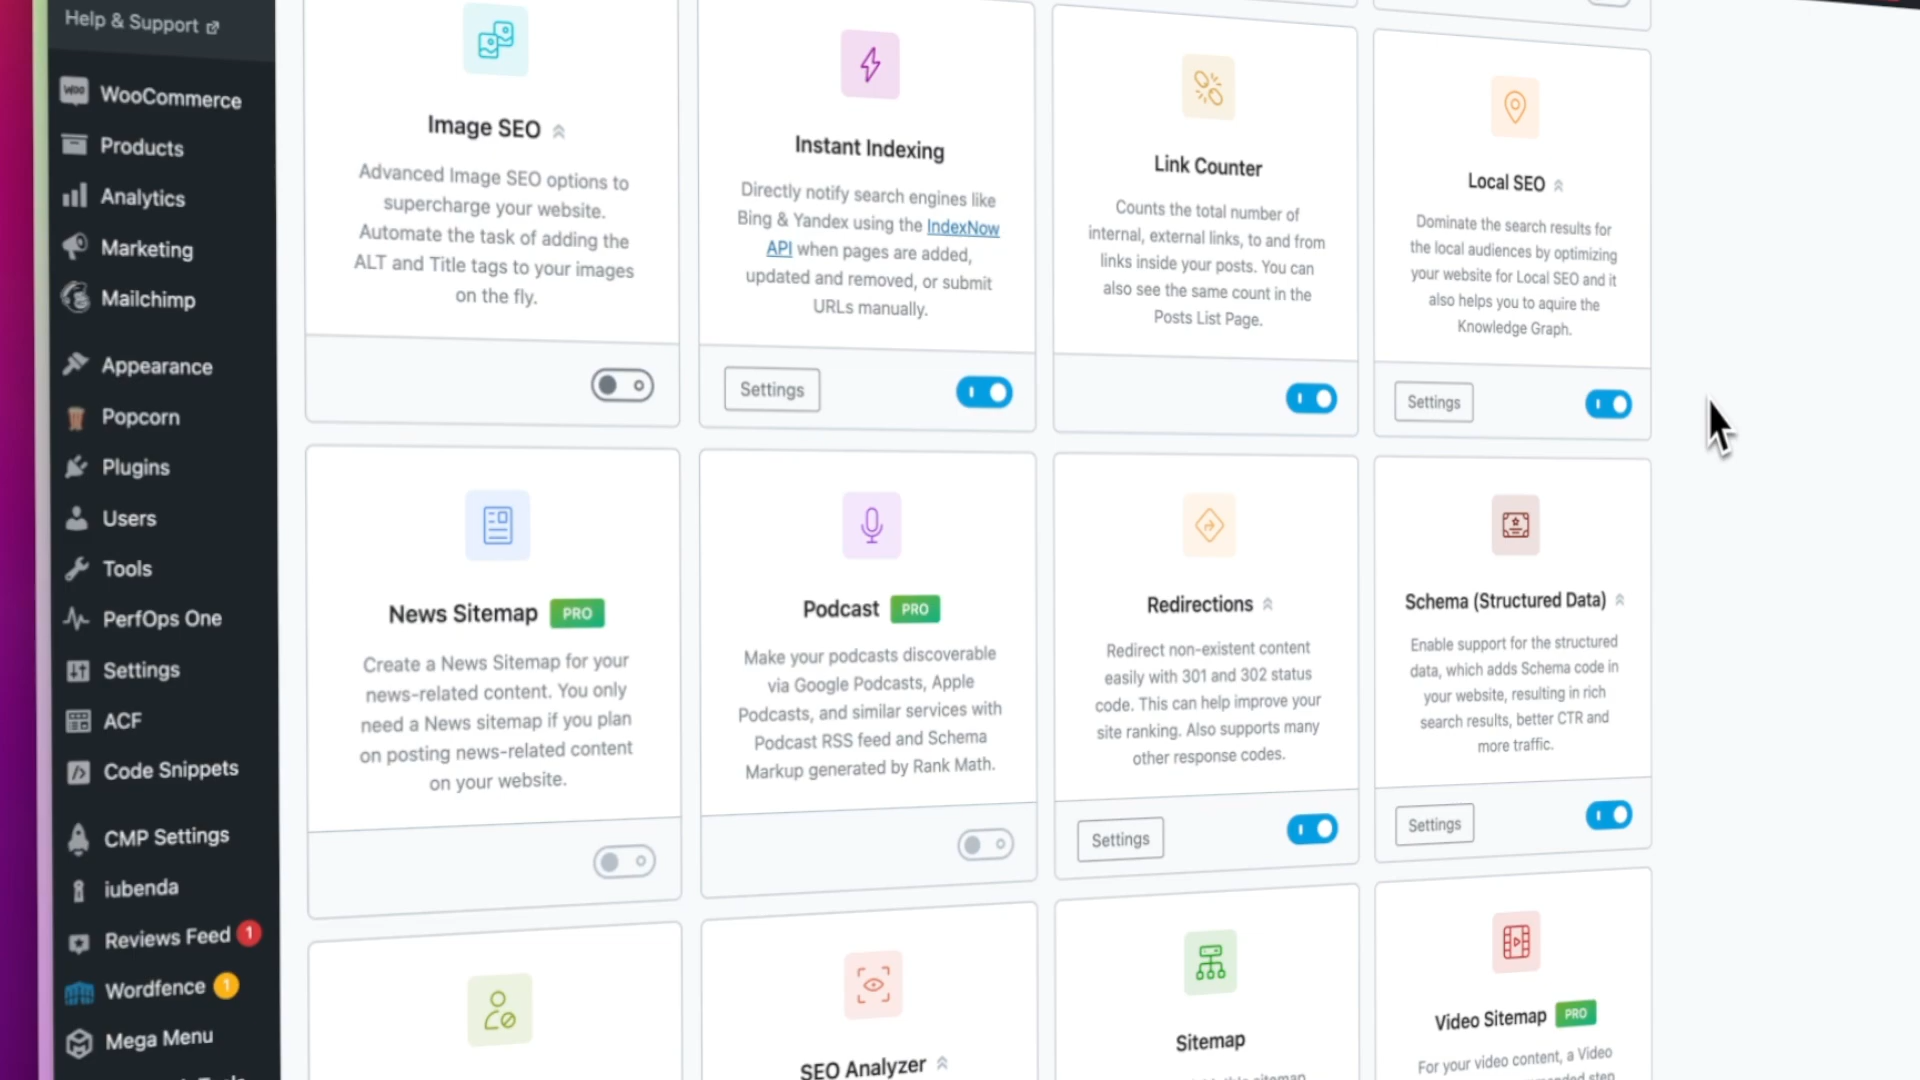 Help & Support
WooCommerce
Products
Analytics
Marketing
Mailchimp
Appearance
Popcorn
Plugins
Users
Tools
PerfOps One
Settings
ACF
Code Snippets
CMP Settings
iubenda
Reviews Feed 1
Wordfence 1
Mega Menu
Image SEO
Advanced Image SEO options to
supercharge your website.
Automate the task of adding the
ALT and Title tags to your images
on the fly.
Instant Indexing
Directly notify search engines like
Bing & Yandex using the IndexNow
API when pages are added,
updated and removed, or submit
URLs manually.
Settings
Link Counter
Counts the total number of
internal, external links, to and from
links inside your posts. You can
also see the same count in the
Posts List Page.
Local SEO
Dominate the search results for
the local audiences by optimizing
your website for Local SEO and it
also helps you to aquire the
Knowledge Graph.
Settings
News Sitemap PRO
Create a News Sitemap for your
news-related content. You only
need a News sitemap if you plan
on posting news-related content
on your website.
Podcast PRO
Make your podcasts discoverable
via Google Podcasts, Apple
Podcasts, and similar services with
Podcast RSS feed and Schema
Markup generated by Rank Math.
Redirections
Redirect non-existent content
easily with 301 and 302 status
code. This can help improve your
site ranking. Also supports many
other response codes.
Settings
Schema (Structured Data)
Enable support for the structured
data, which adds Schema code in
your website, resulting in rich
search results, better CTR and
more traffic.
Settings
SEO Analyzer
Sitemap
Video Sitemap PRO
For your video content, a Video